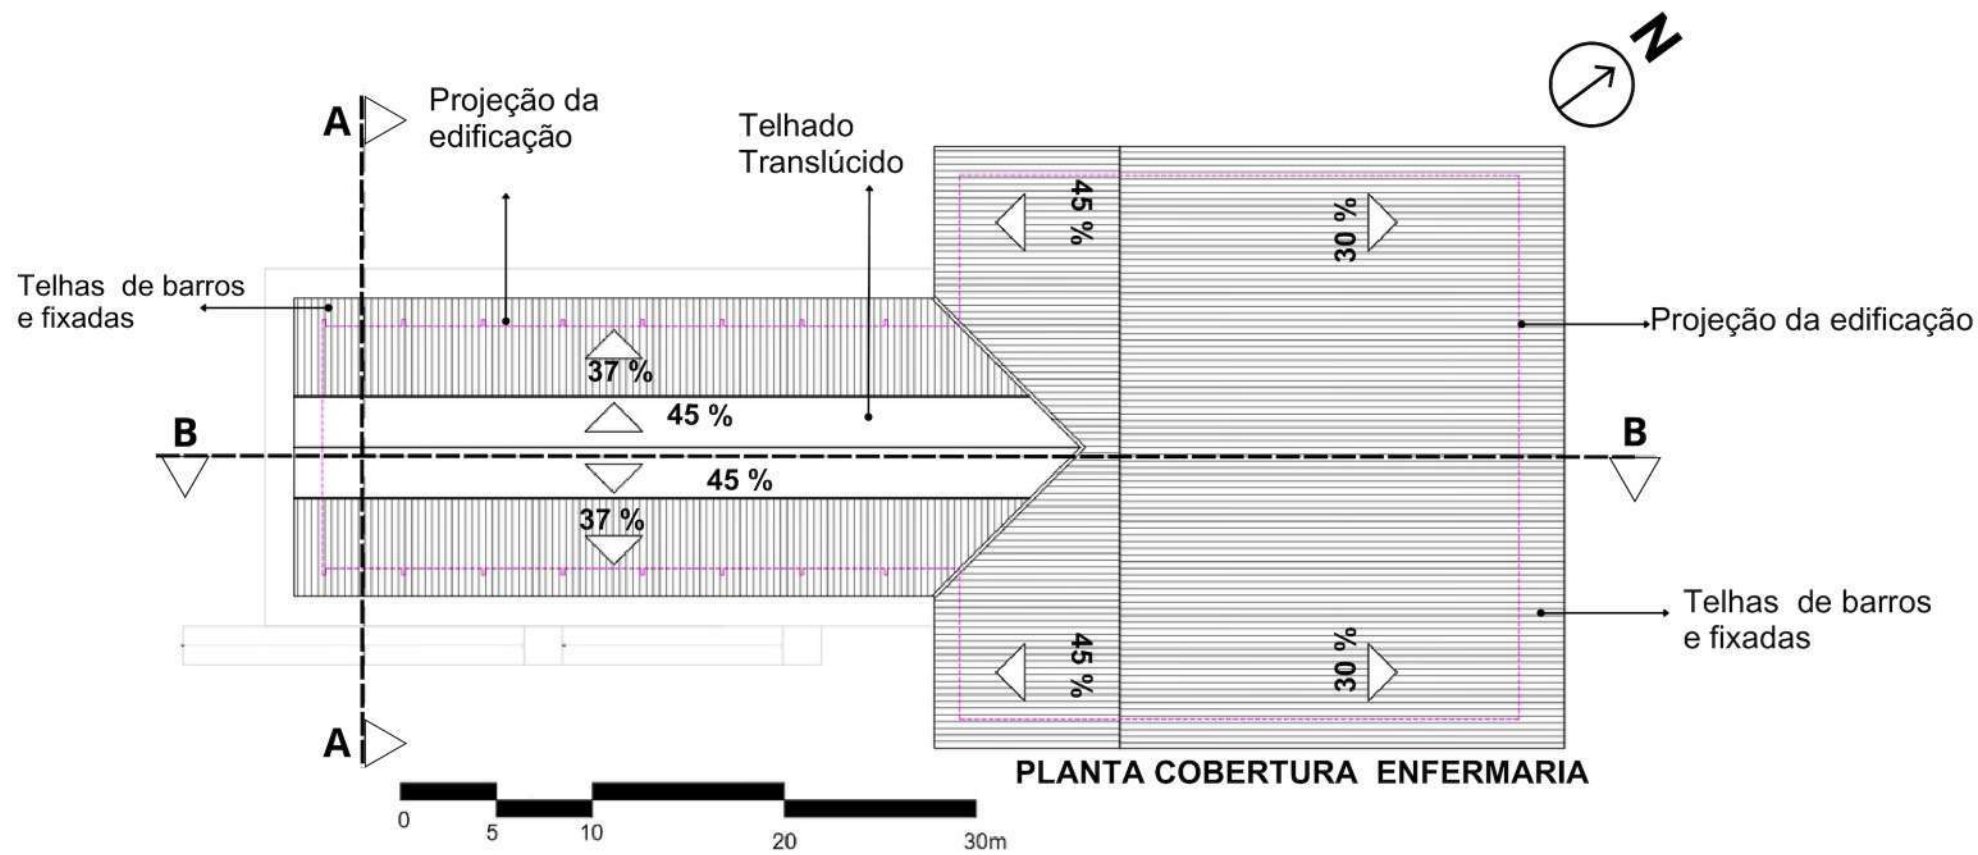 N
A
Projeção da
edificação
Telhado
Translúcido
45 %
30 %
Telhas de barros
e fixadas
Projeção da edificação
37 %
45 %
B
B
45 %
37 %
Telhas de barros
e fixadas
45 %
30 %
A
PLANTA COBERTURA ENFERMARIA
0
5
10
20
30m